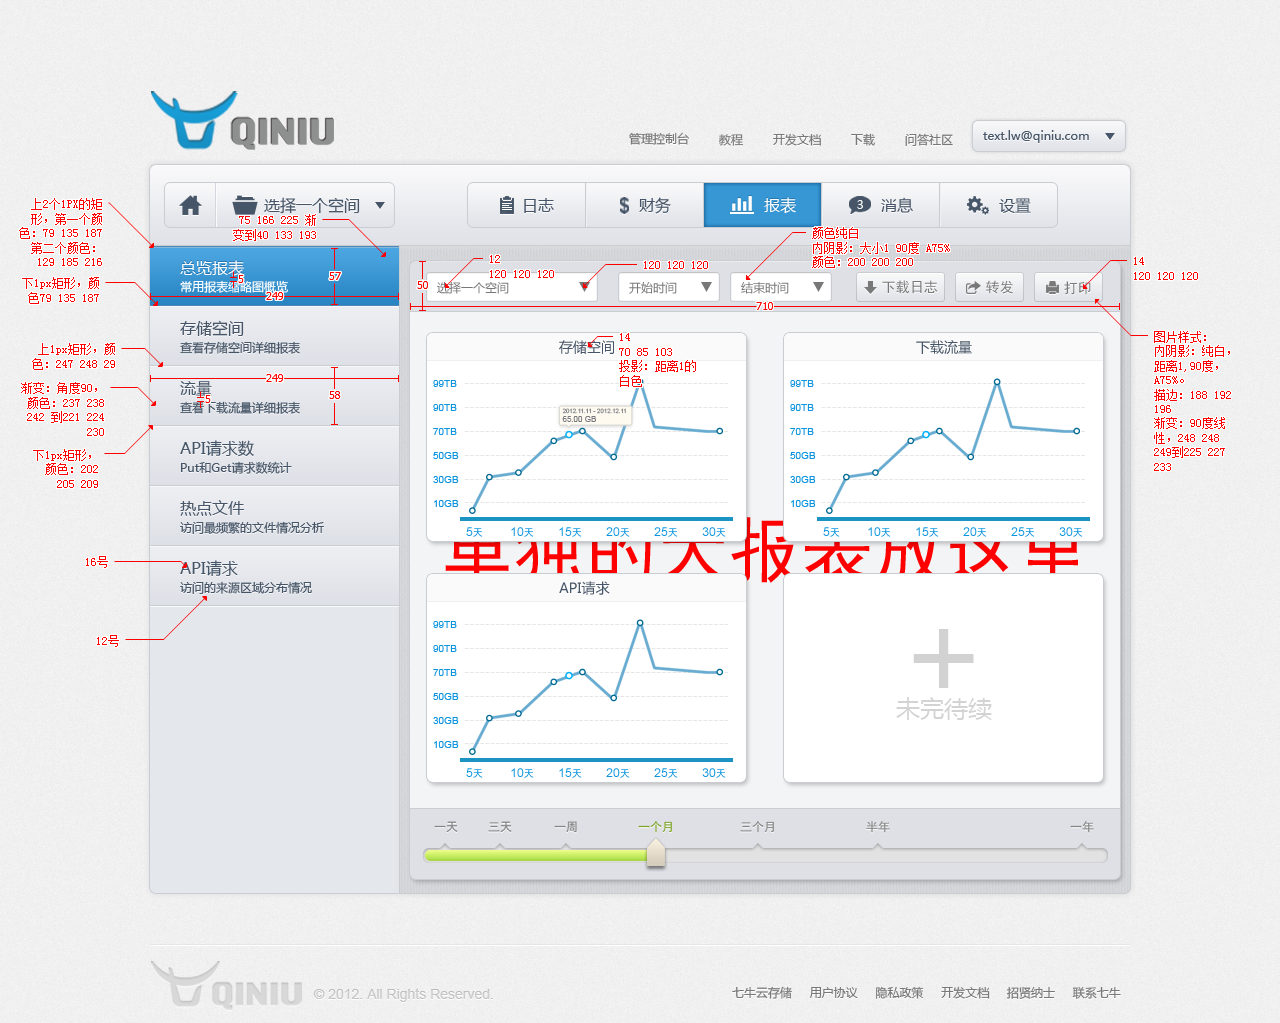 QINIU
管理控制台 教程 开发文档 下载 问答社区 text.lw@qiniu.com
选择一个空间 日志 财务 报表 3 消息 设置
上2个1PX的矩
形，第一个颜
色：79 135 187
第二个颜色：
129 185 216
75 166 225 渐
变到40 133 193
颜色纯白
内阴影：大小1 90度 A75%
颜色：200 200 200
总览报表
常用报表缩略图概览
15
57
249
下1px矩形，颜
色79 135 187
12
120 120 120
120 120 120
14
120 120 120
50
710
选择一个空间 开始时间 结束时间 下载日志 转发 打印
存储空间
查看存储空间详细报表
上1px矩形，颜
色：247 248 29
249
流量
查看下载流量详细报表
15
58
渐变：角度90，
颜色：237 238
242 到221 224
230
API请求数
Put和Get请求数统计
下1px矩形，
颜色：202
205 209
热点文件
访问最频繁的文件情况分析
API请求
访问的来源区域分布情况
16号
12号
图片样式：
内阴影：纯白，
距离1,90度，
A75%。
描边：188 192
196
渐变：90度线
性，248 248
249到225 227
233
存储空间
14
70 85 103
投影：距离1的
白色
99TB
90TB
70TB
50GB
30GB
10GB
2012.11.11 - 2012.12.11
65.00 GB
5天 10天 15天 20天 25天 30天
下载流量
99TB
90TB
70TB
50GB
30GB
10GB
5天 10天 15天 20天 25天 30天
单独的大报表放这里
API请求
99TB
90TB
70TB
50GB
30GB
10GB
5天 10天 15天 20天 25天 30天
未完待续
一天 三天 一周 一个月 三个月 半年 一年
QINIU © 2012. All Rights Reserved.
七牛云存储 用户协议 隐私政策 开发文档 招贤纳士 联系七牛